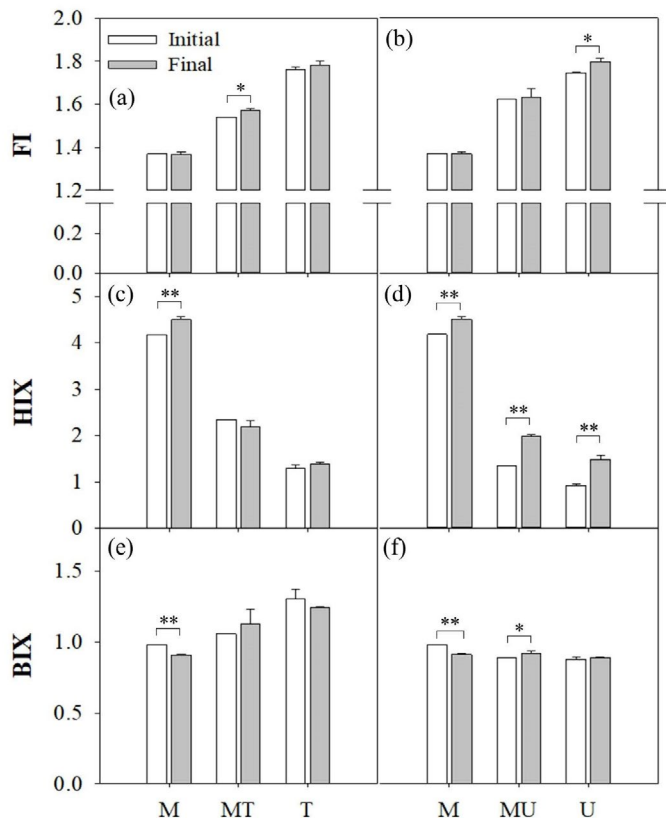 2.0
Initial
Final
(b)
*
1.8
(a)
*
1.6
FI
1.4
1.2
0.2
0.0
(c)
**
(d)
**
5
4
HIX
3
**
**
2
1
0
(e)
(f)
1.5
**
**
*
1.0
BIX
0.5
0.0
M MT T M MU U